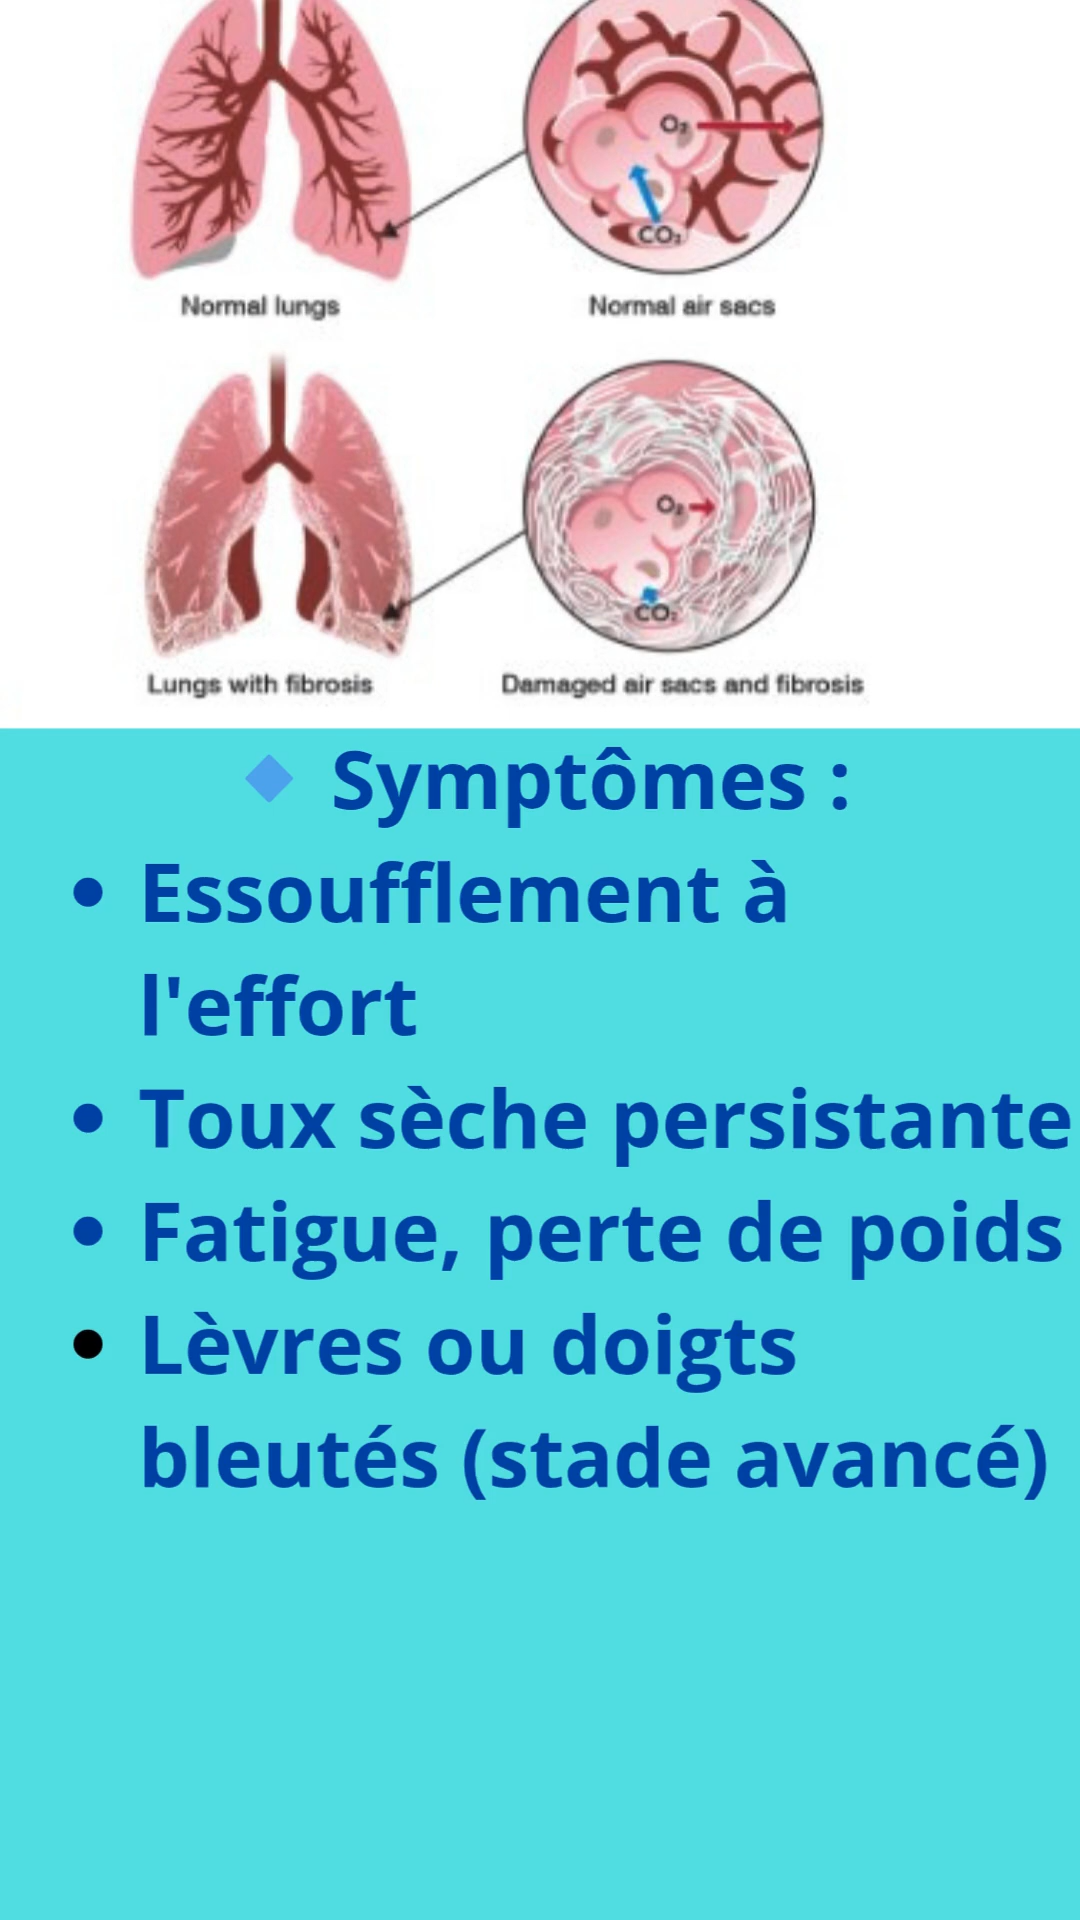 O₂
CO₂
Normal lungs
Normal air sacs
O₂
CO₂
Lungs with fibrosis
Damaged air sacs and fibrosis
🔹 Symptômes :
• Essoufflement à
l'effort
• Toux sèche persistante
• Fatigue, perte de poids
• Lèvres ou doigts
bleutés (stade avancé)